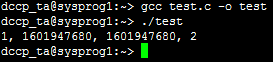 dccp_ta@sysprog1:~> gcc test.c -o test
dccp_ta@sysprog1:~> ./test
1, 1601947680, 1601947680, 2
dccp_ta@sysprog1:~>